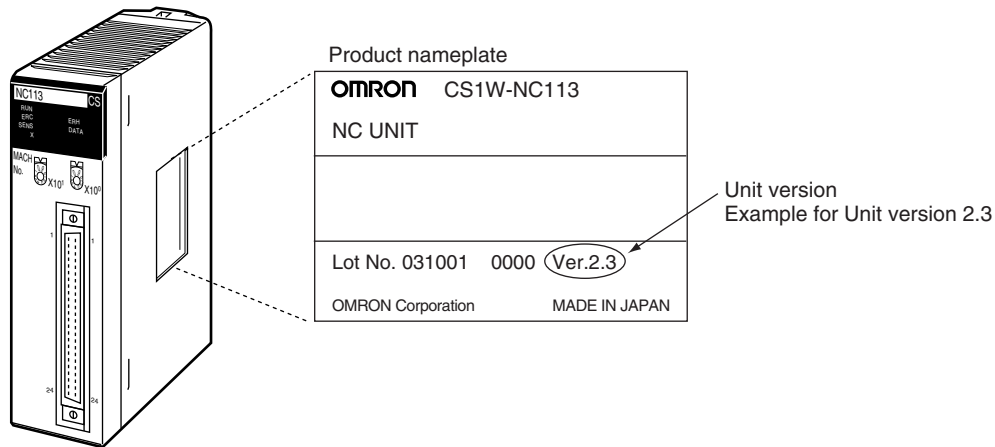 Product nameplate
OMRON CS1W-NC113
NC UNIT
Unit version
Example for Unit version 2.3
Lot No. 031001 0000 Ver.2.3
OMRON Corporation MADE IN JAPAN
NC113 CS
RUN
ERC ERH
SENS DATA
X
MACH
No. X10¹ X10⁰
1 1
24 24